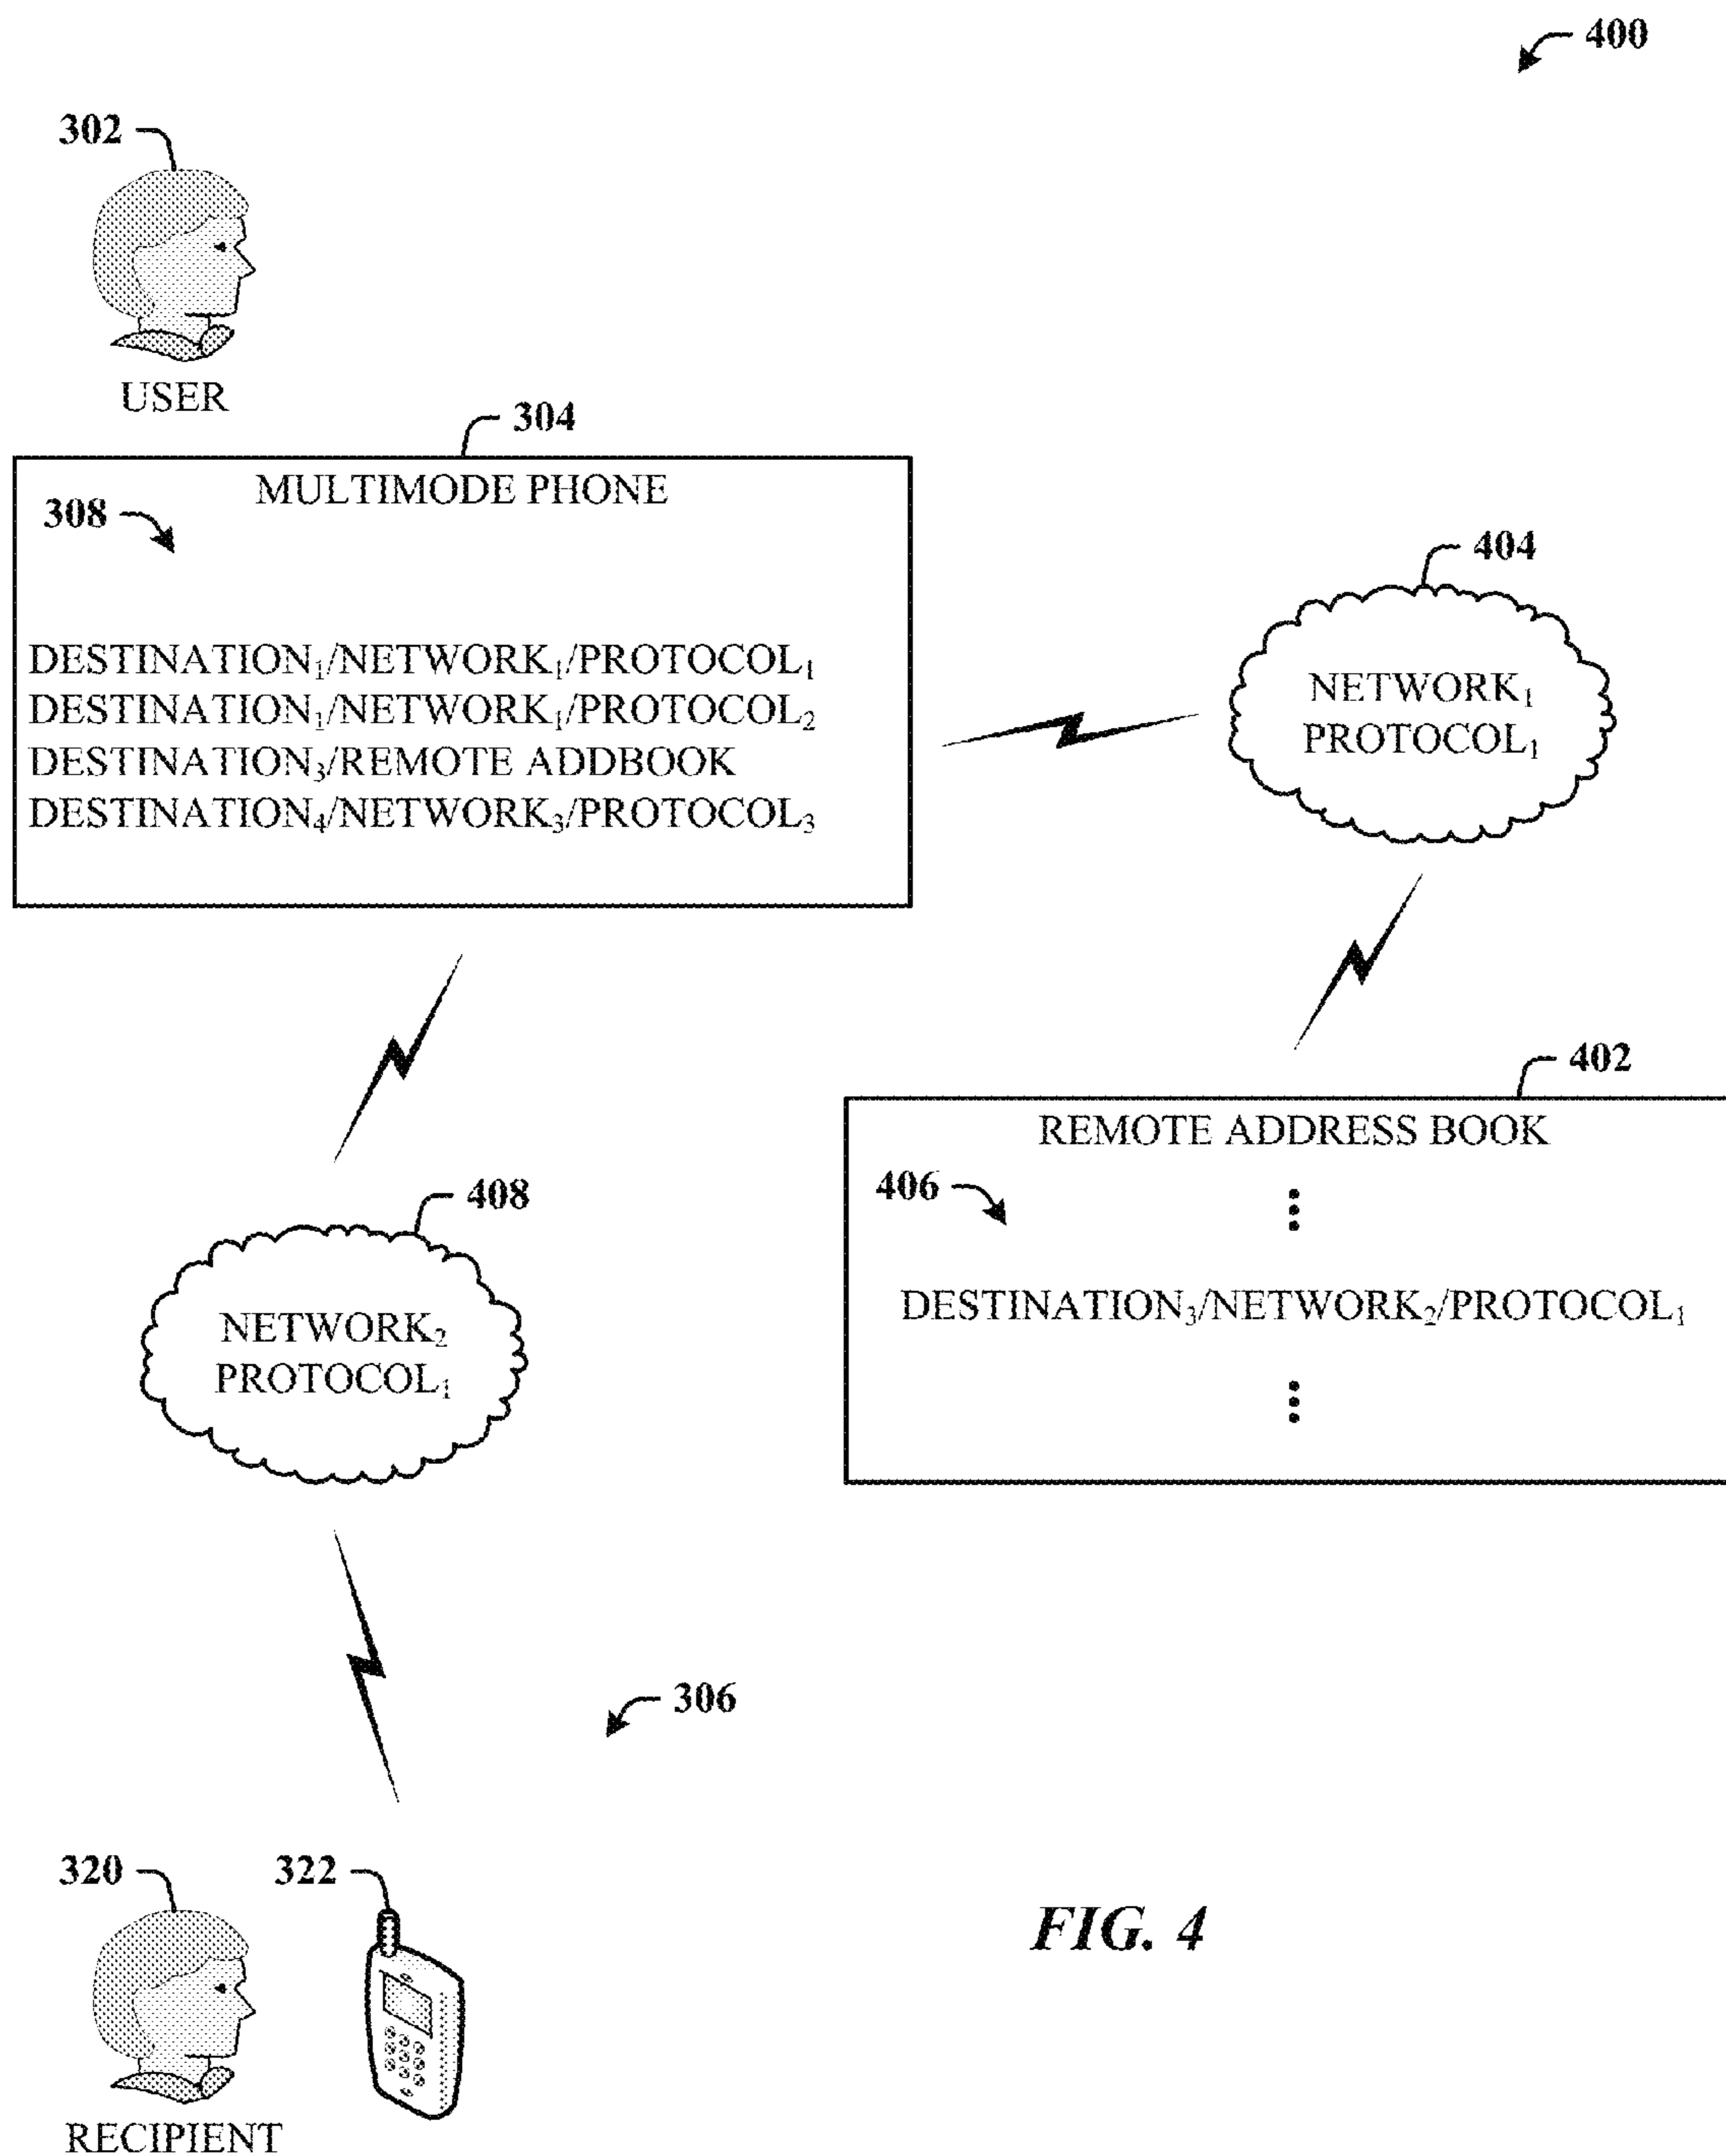 400
302
USER
304
MULTIMODE PHONE
308
DESTINATION₁/NETWORK₁/PROTOCOL₁
DESTINATION₁/NETWORK₁/PROTOCOL₂
DESTINATION₃/REMOTE ADDBOOK
DESTINATION₄/NETWORK₃/PROTOCOL₃
404
NETWORK₁
PROTOCOL₁
402
REMOTE ADDRESS BOOK
406
DESTINATION₃/NETWORK₂/PROTOCOL₁
408
NETWORK₂
PROTOCOL₁
306
320
322
RECIPIENT
FIG. 4